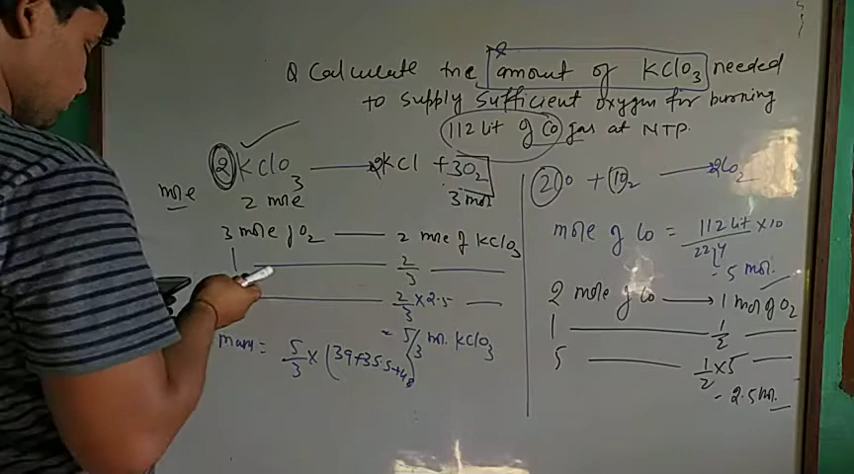 Q Calculate the amount of KClO3 needed
to supply sufficient oxygen for burning
112 lit of CO gas at NTP.
2KClO3 → 2KCl + 3O2
mole 2 mole 3 mol
3 mole of O2 — 2 mole of KClO3
1 — 2/3 —
— 2/3 × 2.5 —
= 5/3 mol. KClO3
mass = 5/3 × (39+35.5+48)
2CO + 1O2 → 2CO2
mole of CO = 112 lit × 10 / 224
= 5 mol.
2 mole of CO → 1 mol of O2
1 — 1/2 —
5 — 1/2 × 5 —
= 2.5 mol.